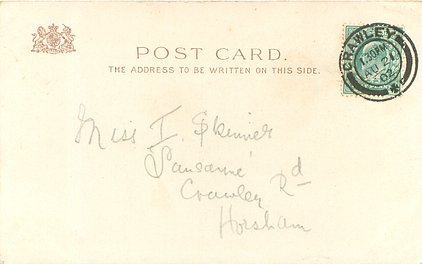 POST CARD.
THE ADDRESS TO BE WRITTEN ON THIS SIDE.
CRAWLEY
AU 24
02
Miss I. Skinner
Lausanne
Crawley Rd
Horsham